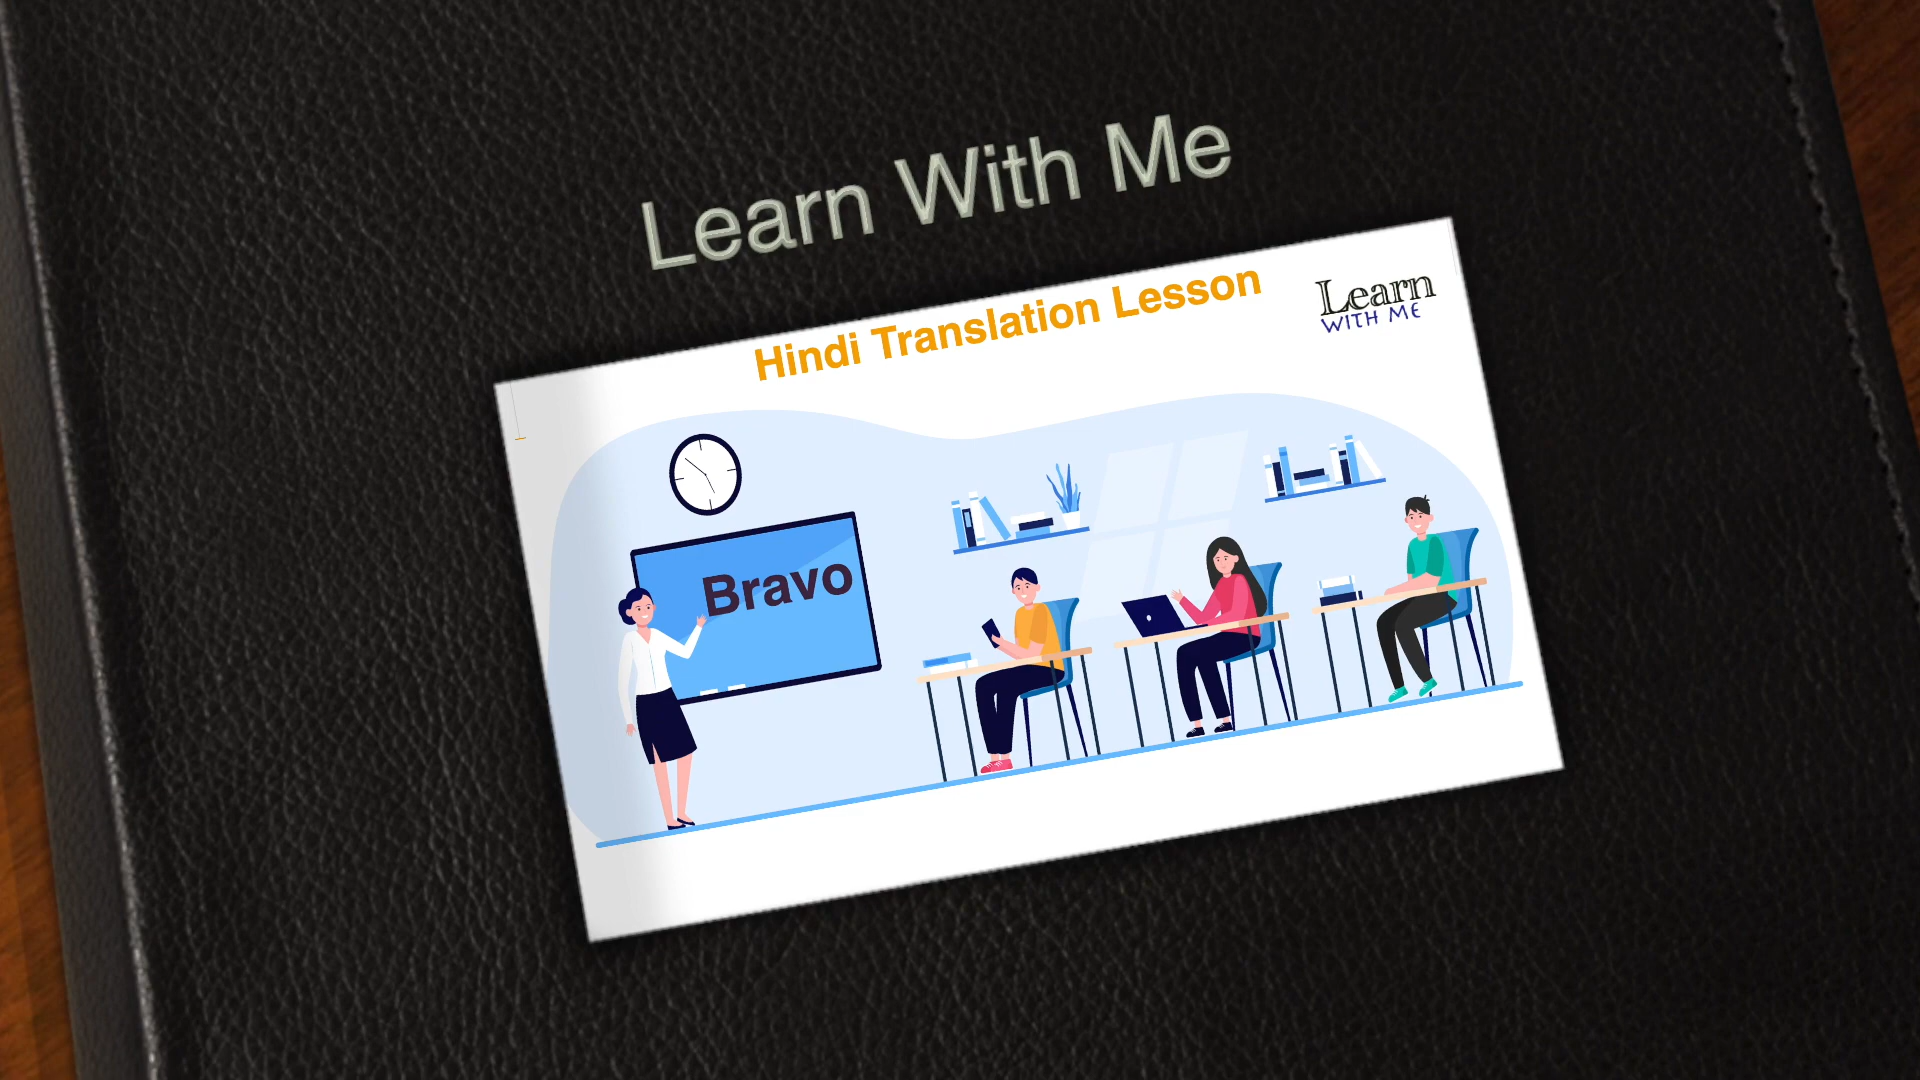 Learn With Me
Hindi Translation Lesson
Learn
WITH ME
Bravo